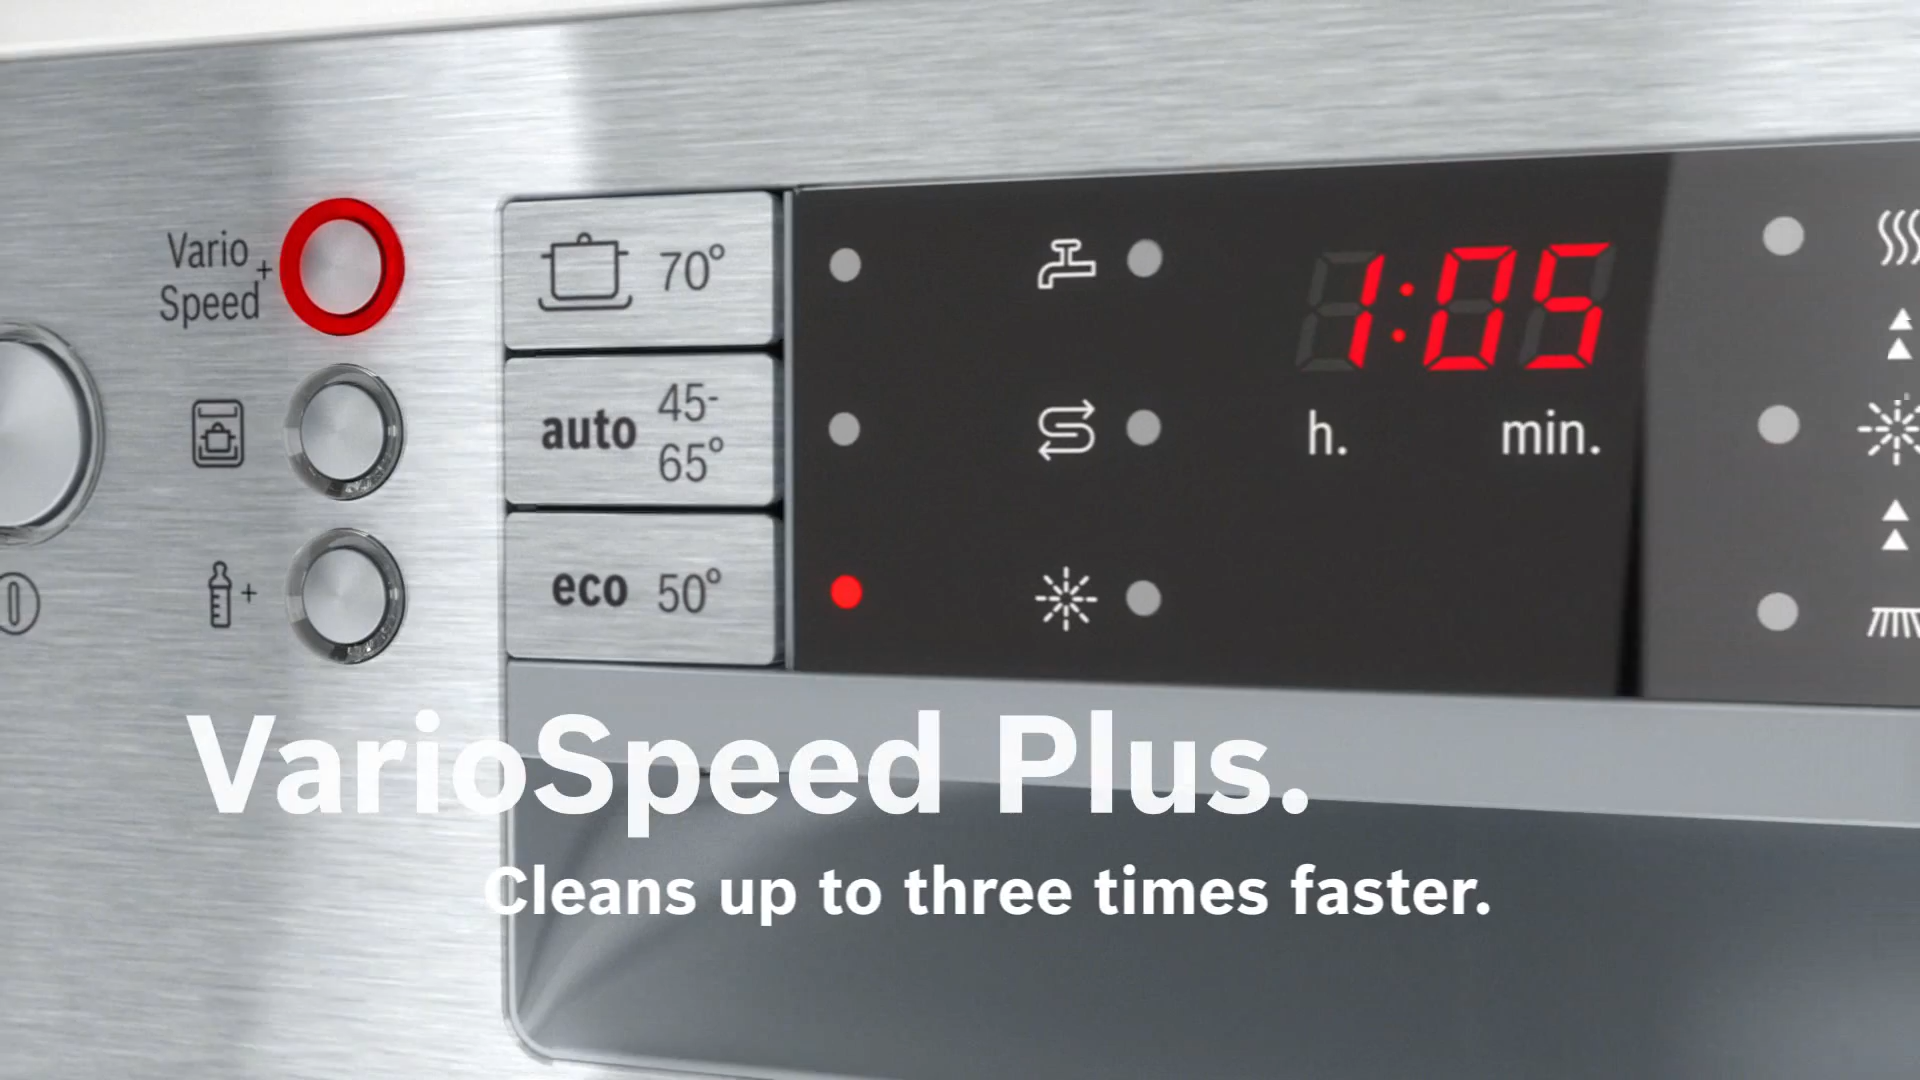 Vario
Speed+
70°
auto 45-
65°
eco 50°
1:05
h. min.
+
VarioSpeed Plus.
Cleans up to three times faster.